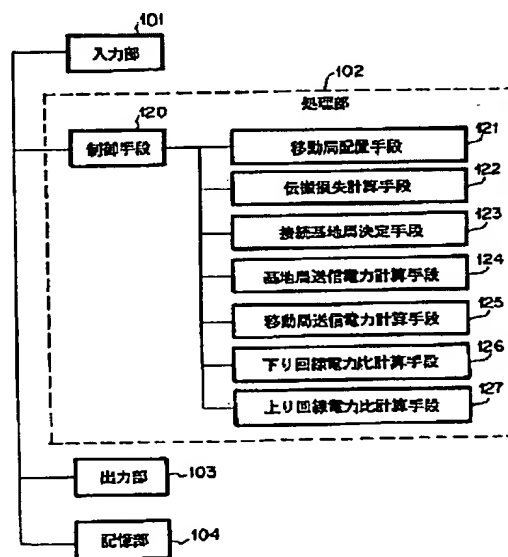 101
入力部
102
処理部
120
制御手段
121
移動局配置手段
122
伝搬損失計算手段
123
接続基地局決定手段
124
基地局送信電力計算手段
125
移動局送信電力計算手段
126
下り回線電力比計算手段
127
上り回線電力比計算手段
出力部
103
記憶部
104